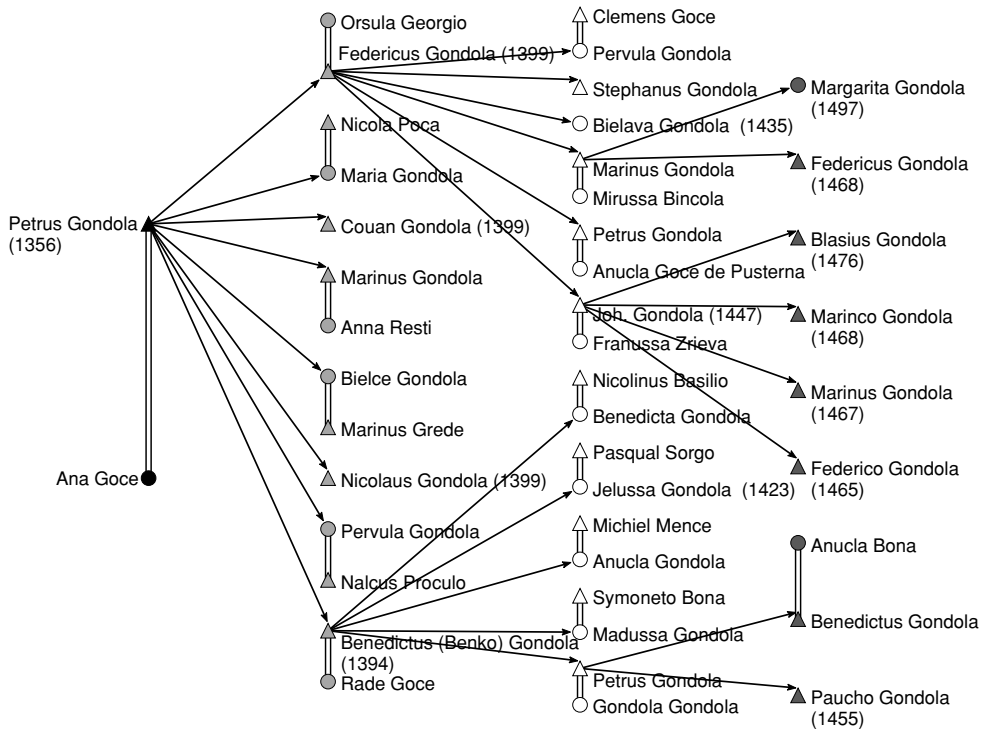 Petrus Gondola
(1356)
Ana Goce
Orsula Georgio
Federicus Gondola (1399)
Nicola Poca
Maria Gondola
Couan Gondola (1399)
Marinus Gondola
Anna Resti
Bielce Gondola
Marinus Grede
Nicolaus Gondola (1399)
Pervula Gondola
Nalcus Proculo
Benedictus (Benko) Gondola
(1394)
Rade Goce
Clemens Goce
Pervula Gondola
Stephanus Gondola
Bielava Gondola (1435)
Marinus Gondola
Mirussa Bincola
Petrus Gondola
Anucla Goce de Pusterna
Joh. Gondola (1447)
Franussa Zrieva
Nicolinus Basilio
Benedicta Gondola
Pasqual Sorgo
Jelussa Gondola (1423)
Michiel Mence
Anucla Gondola
Symoneto Bona
Madussa Gondola
Petrus Gondola
Gondola Gondola
Margarita Gondola
(1497)
Federicus Gondola
(1468)
Blasius Gondola
(1476)
Marinco Gondola
(1468)
Marinus Gondola
(1467)
Federico Gondola
(1465)
Anucla Bona
Benedictus Gondola
Paucho Gondola
(1455)